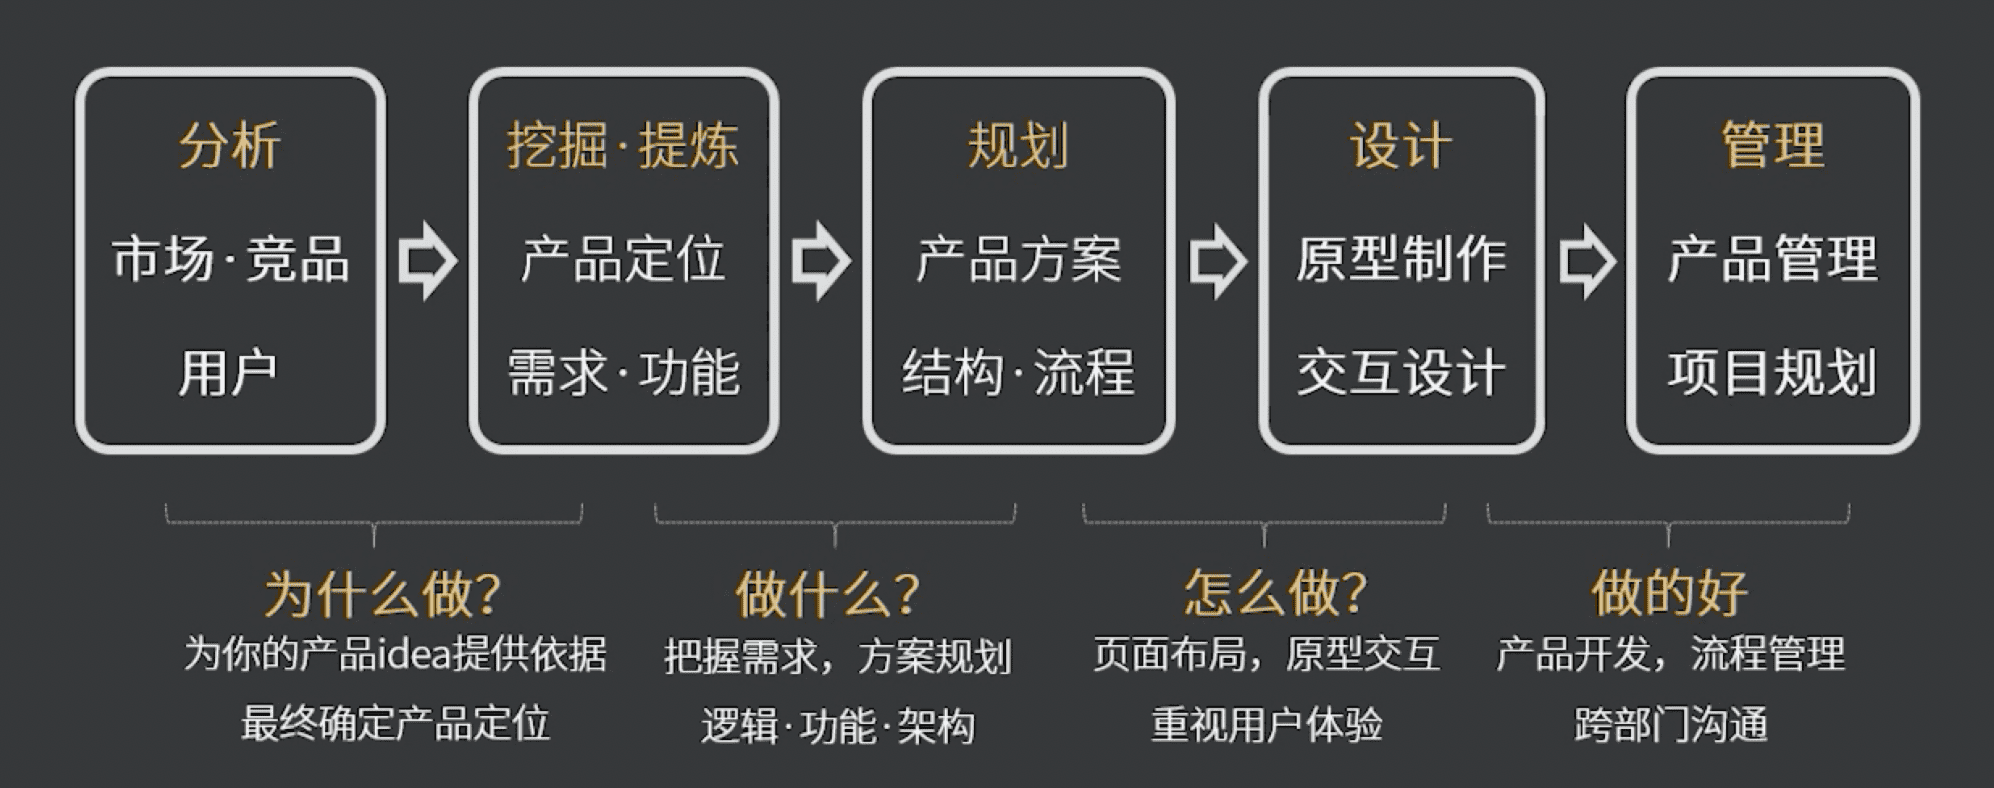 分析
市场·竞品
用户
挖掘·提炼
产品定位
需求·功能
规划
产品方案
结构·流程
设计
原型制作
交互设计
管理
产品管理
项目规划
为什么做？
为你的产品idea提供依据
最终确定产品定位
做什么？
把握需求，方案规划
逻辑·功能·架构
怎么做？
页面布局，原型交互
重视用户体验
做的好
产品开发，流程管理
跨部门沟通